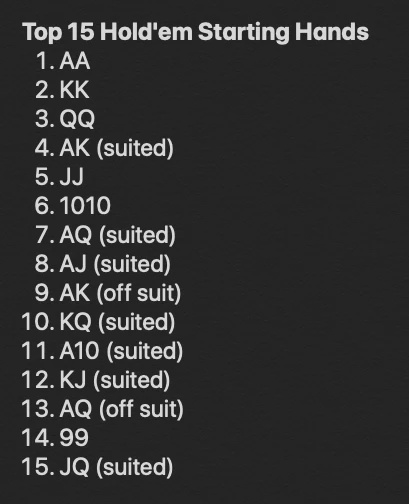 Top 15 Hold'em Starting Hands
1. AA
2. KK
3. QQ
4. AK (suited)
5. JJ
6. 1010
7. AQ (suited)
8. AJ (suited)
9. AK (off suit)
10. KQ (suited)
11. A10 (suited)
12. KJ (suited)
13. AQ (off suit)
14. 99
15. JQ (suited)